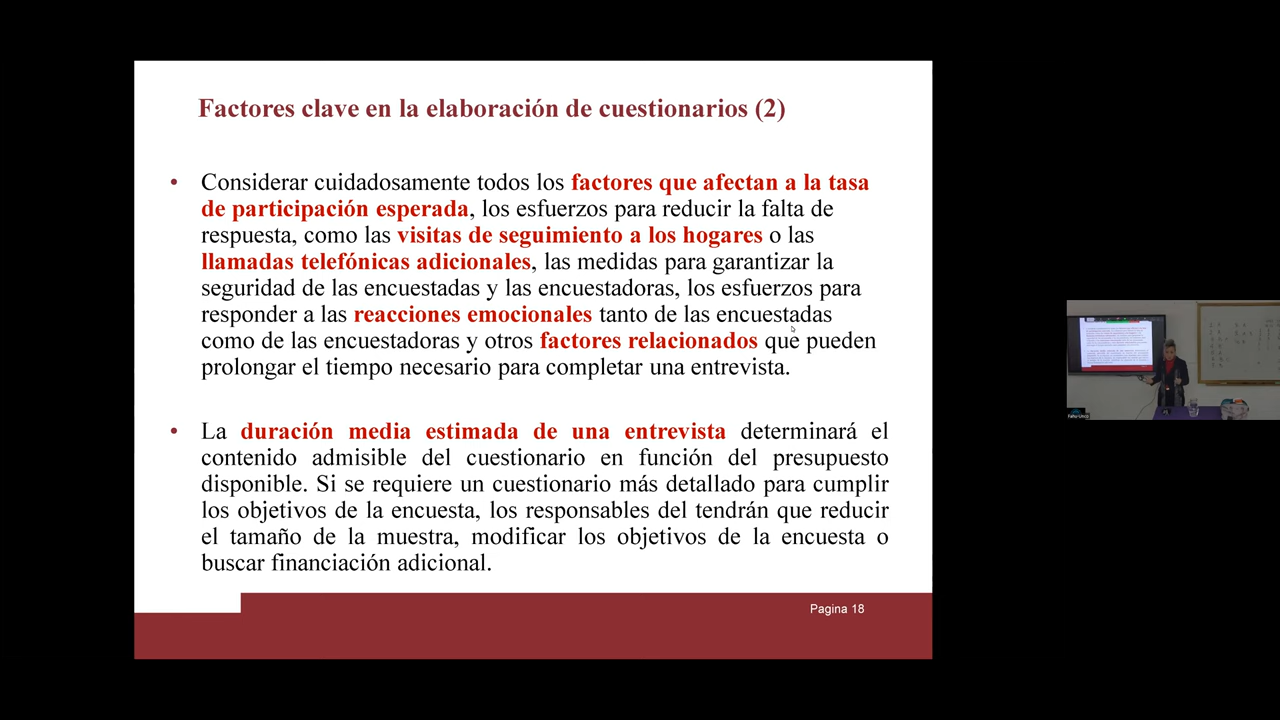 Factores clave en la elaboración de cuestionarios (2)
• Considerar cuidadosamente todos los factores que afectan a la tasa
de participación esperada, los esfuerzos para reducir la falta de
respuesta, como las visitas de seguimiento a los hogares o las
llamadas telefónicas adicionales, las medidas para garantizar la
seguridad de las encuestadas y las encuestadoras, los esfuerzos para
responder a las reacciones emocionales tanto de las encuestadas
como de las encuestadoras y otros factores relacionados que pueden
prolongar el tiempo necesario para completar una entrevista.
• La duración media estimada de una entrevista determinará el
contenido admisible del cuestionario en función del presupuesto
disponible. Si se requiere un cuestionario más detallado para cumplir
los objetivos de la encuesta, los responsables del tendrán que reducir
el tamaño de la muestra, modificar los objetivos de la encuesta o
buscar financiación adicional.
Pagina 18